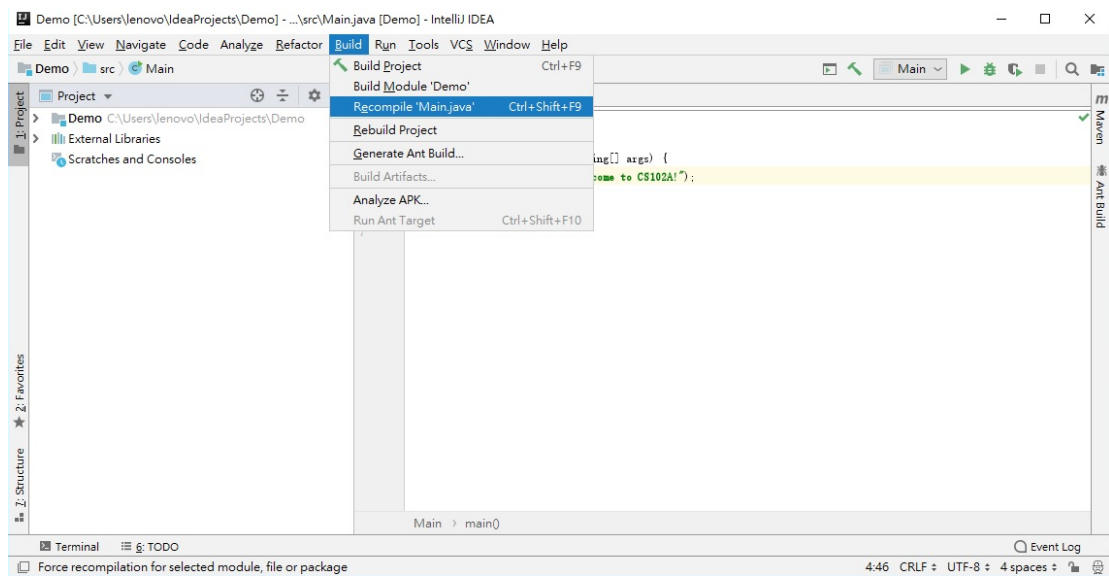 Demo [C:\Users\lenovo\IdeaProjects\Demo] - ...\src\Main.java [Demo] - IntelliJ IDEA
File Edit View Navigate Code Analyze Refactor Build Run Tools VCS Window Help
Demo src Main
Main
Build Project Ctrl+F9
Build Module 'Demo'
Recompile 'Main.java' Ctrl+Shift+F9
Rebuild Project
Generate Ant Build...
Build Artifacts...
Analyze APK...
Run Ant Target Ctrl+Shift+F10
1: Project
Project
Demo C:\Users\lenovo\IdeaProjects\Demo
External Libraries
Scratches and Consoles
ing[] args) {
come to CS102A!");
7
Maven
Ant Build
2: Favorites
7: Structure
Main > main()
Terminal 6: TODO Event Log
Force recompilation for selected module, file or package 4:46 CRLF UTF-8 4 spaces